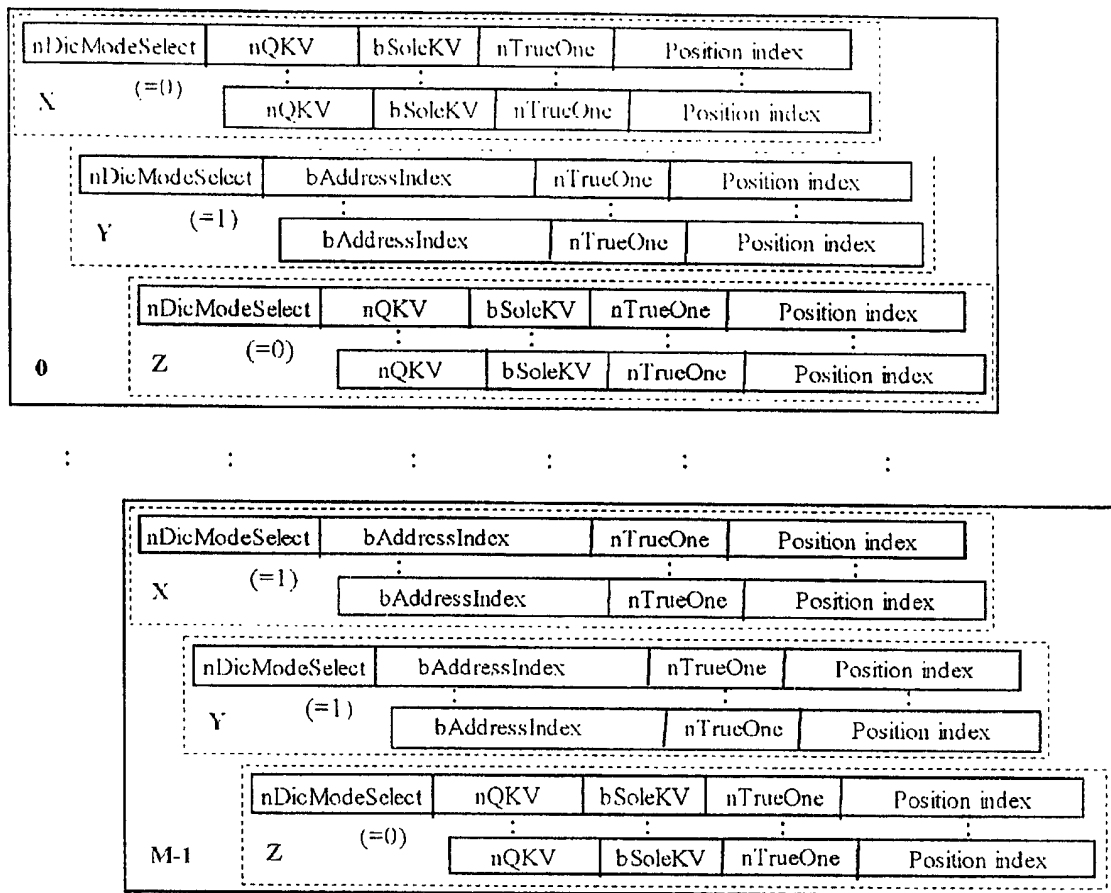 nDicModeSelect nQKV bSoleKV nTrueOne Position index
X (=0) nQKV bSoleKV nTrueOne Position index
nDicModeSelect bAddressIndex nTrueOne Position index
Y (=1) bAddressIndex nTrueOne Position index
nDicModeSelect nQKV bSoleKV nTrueOne Position index
0 Z (=0) nQKV bSoleKV nTrueOne Position index
: : : : : :
nDicModeSelect bAddressIndex nTrueOne Position index
X (=1) bAddressIndex nTrueOne Position index
nDicModeSelect bAddressIndex nTrueOne Position index
Y (=1) bAddressIndex nTrueOne Position index
nDicModeSelect nQKV bSoleKV nTrueOne Position index
M-1 Z (=0) nQKV bSoleKV nTrueOne Position index